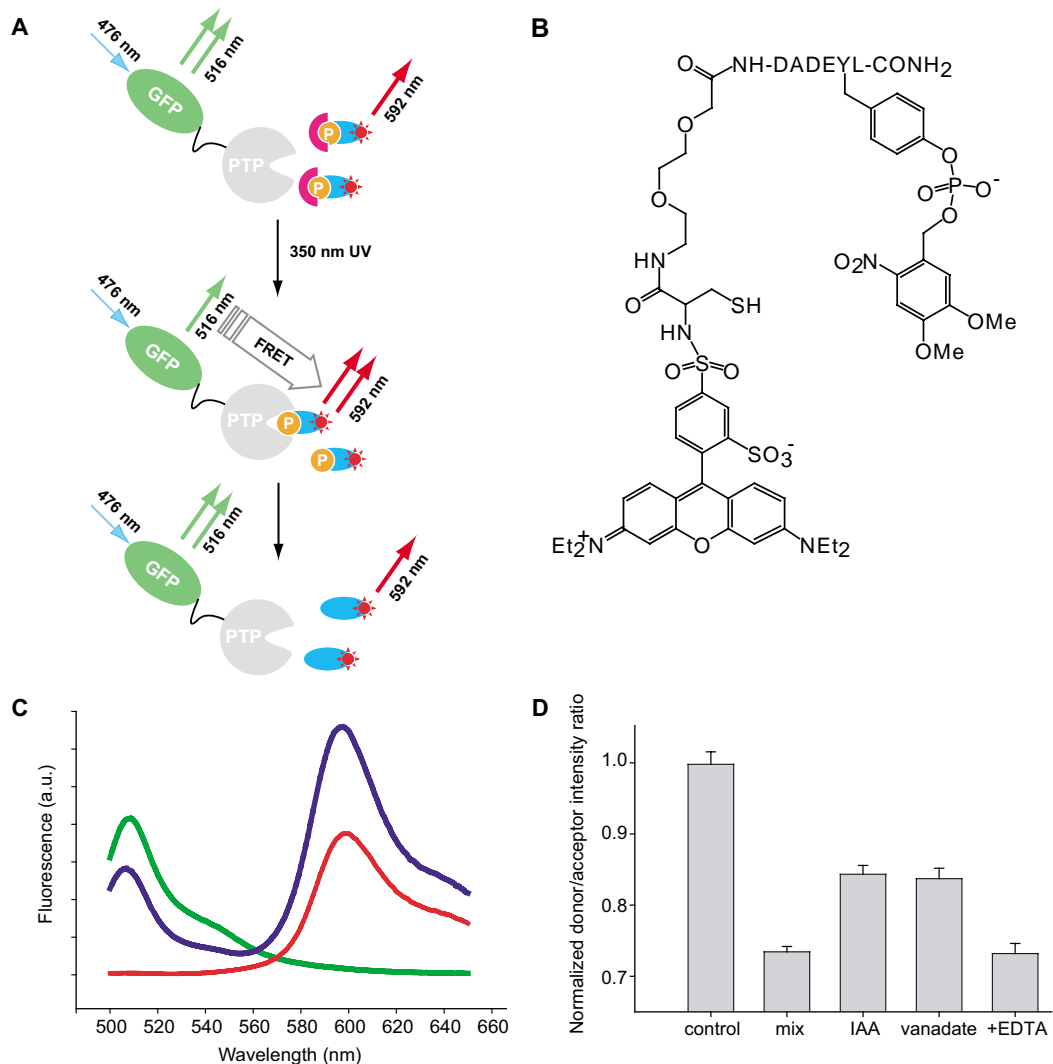 A
476 nm
516 nm
GFP
PTP
P
P
592 nm
350 nm UV
476 nm
516 nm
FRET
GFP
PTP
P
P
592 nm
476 nm
516 nm
GFP
PTP
592 nm
B
O
NH-DADEYL-CONH2
O
O
HN
O
SH
HN
O
S
O
SO3-
Et2N+
O
NEt2
O
O
P
O-
O
O2N
OMe
OMe
C
Fluorescence (a.u.)
500
520
540
560
580
600
620
640
660
Wavelength (nm)
D
Normalized donor/acceptor intensity ratio
1.0
0.9
0.8
0.7
control
mix
IAA
vanadate
+EDTA